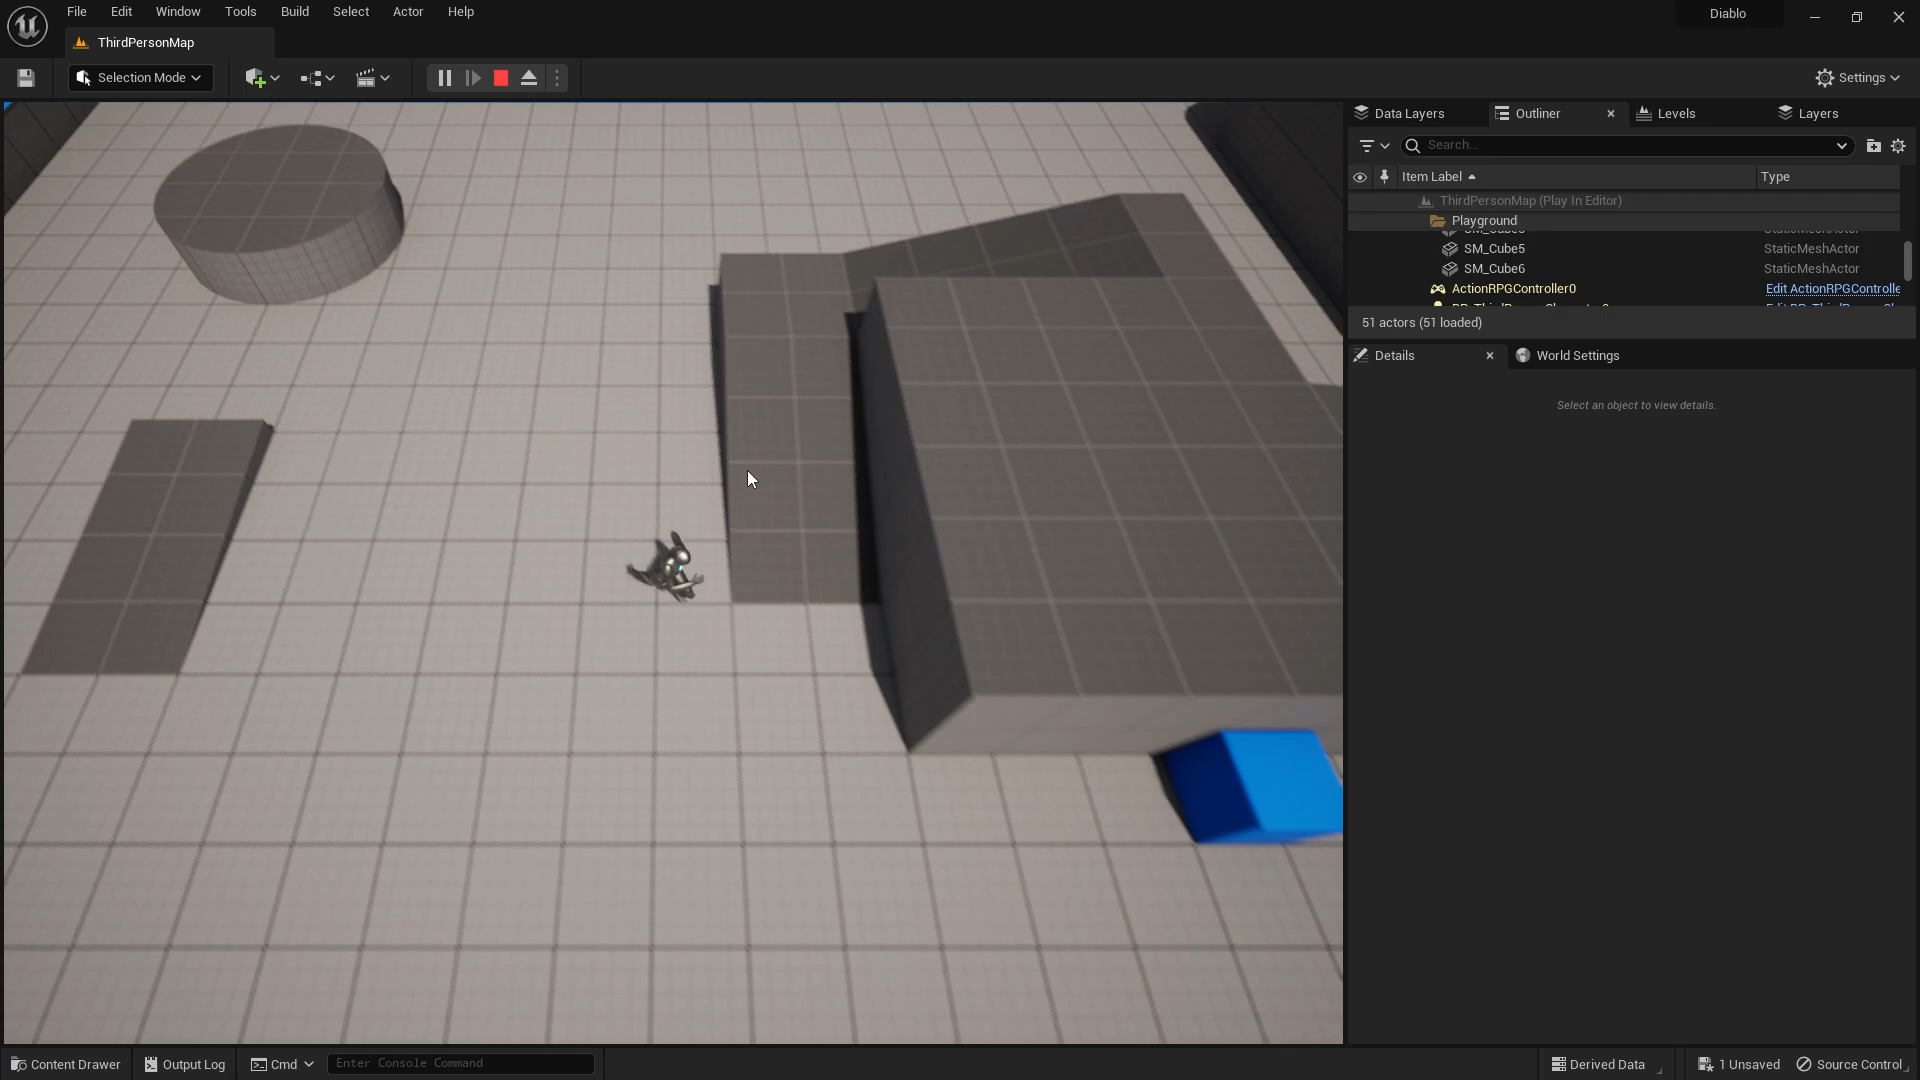 File Edit Window Tools Build Select Actor Help
Diablo
ThirdPersonMap
Selection Mode
Settings
Data Layers Outliner Levels Layers
Search...
Item Label Type
ThirdPersonMap (Play In Editor)
Playground
SM_Cube5 StaticMeshActor
SM_Cube6 StaticMeshActor
ActionRPGController0 Edit ActionRPGControlle
51 actors (51 loaded)
Details World Settings
Select an object to view details.
Content Drawer Output Log Cmd Enter Console Command Derived Data 1 Unsaved Source Control